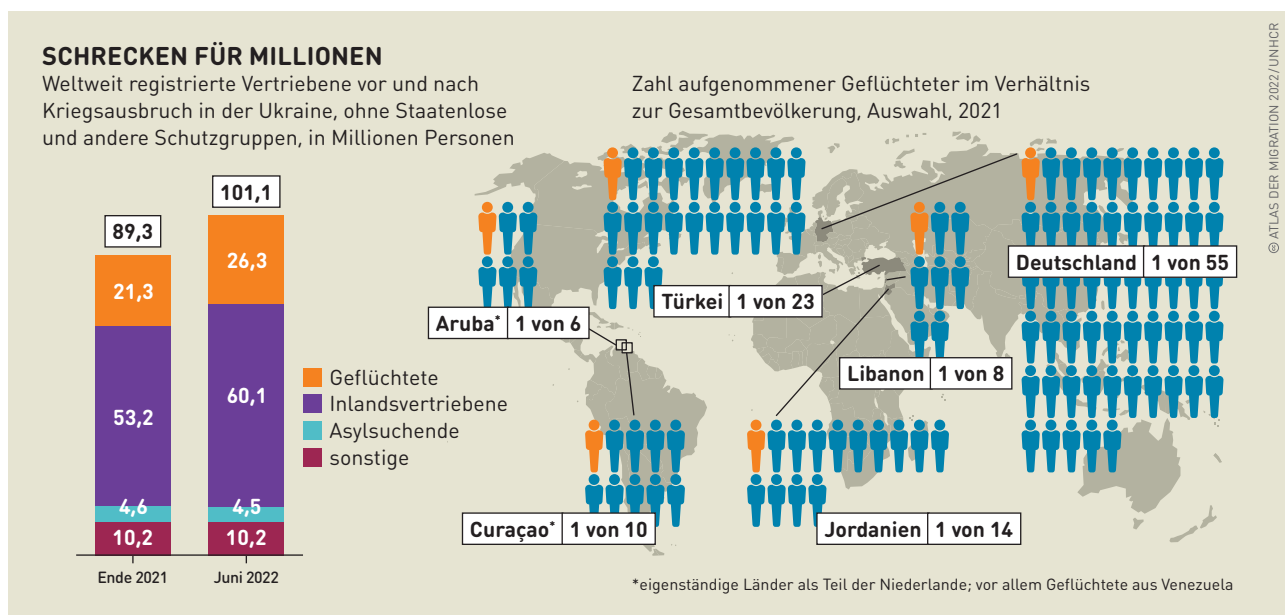 SCHRECKEN FÜR MILLIONEN
Weltweit registrierte Vertriebene vor und nach
Kriegsausbruch in der Ukraine, ohne Staatenlose
und andere Schutzgruppen, in Millionen Personen
89,3
21,3
53,2
4,6
10,2
Ende 2021
101,1
26,3
60,1
4,5
10,2
Juni 2022
Geflüchtete
Inlandsvertriebene
Asylsuchende
sonstige
Zahl aufgenommener Geflüchteter im Verhältnis
zur Gesamtbevölkerung, Auswahl, 2021
Aruba* 1 von 6
Türkei 1 von 23
Deutschland 1 von 55
Libanon 1 von 8
Curaçao* 1 von 10
Jordanien 1 von 14
*eigenständige Länder als Teil der Niederlande; vor allem Geflüchtete aus Venezuela
ATLAS DER MIGRATION 2022/UNHCR